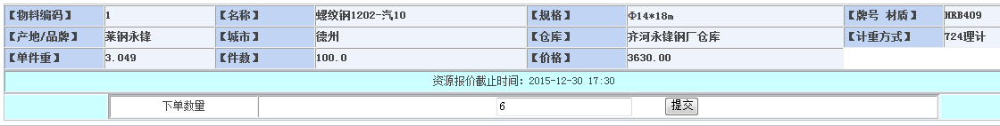 【物料编码】 1 【名称】 螺纹钢1202-汽10 【规格】 Φ14*18m 【牌号 材质】 HRB409
【产地/品牌】 莱钢永锋 【城市】 德州 【仓库】 齐河永锋钢厂仓库 【计重方式】 724理计
【单件重】 3.049 【件数】 100.0 【价格】 3630.00
资源报价截止时间：2015-12-30 17:30
下单数量 6 提交